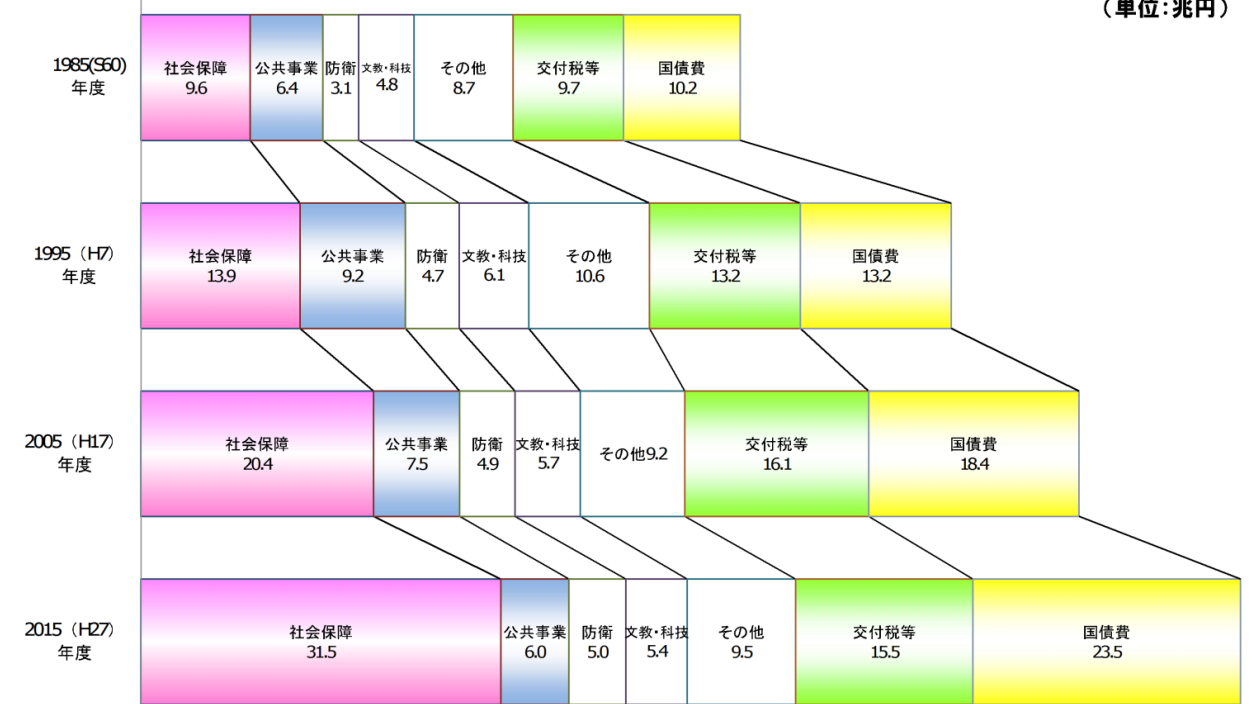 （単位：兆円）
1985(S60)
年度
社会保障
9.6
公共事業
6.4
防衛
3.1
文教・科技
4.8
その他
8.7
交付税等
9.7
国債費
10.2
1995（H7）
年度
社会保障
13.9
公共事業
9.2
防衛
4.7
文教・科技
6.1
その他
10.6
交付税等
13.2
国債費
13.2
2005（H17）
年度
社会保障
20.4
公共事業
7.5
防衛
4.9
文教・科技
5.7
その他9.2
交付税等
16.1
国債費
18.4
2015（H27）
年度
社会保障
31.5
公共事業
6.0
防衛
5.0
文教・科技
5.4
その他
9.5
交付税等
15.5
国債費
23.5